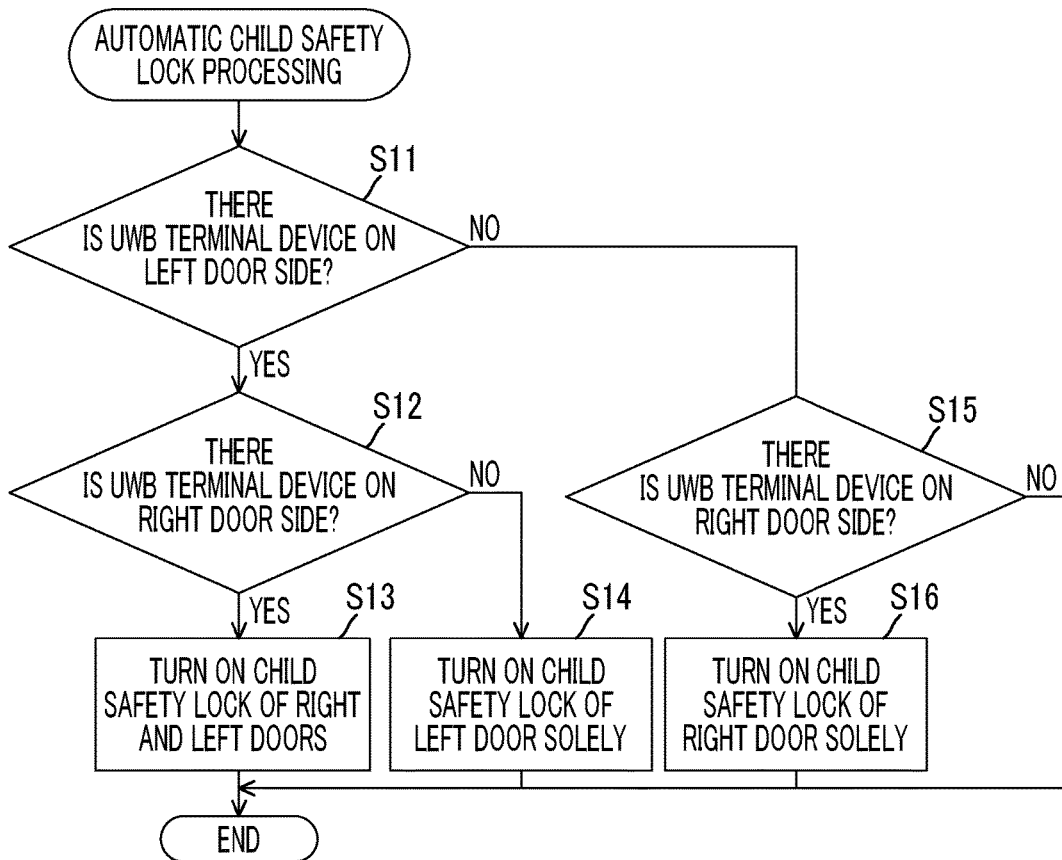 AUTOMATIC CHILD SAFETY
LOCK PROCESSING
S11
THERE
IS UWB TERMINAL DEVICE ON
LEFT DOOR SIDE?
NO
YES
S12
THERE
IS UWB TERMINAL DEVICE ON
RIGHT DOOR SIDE?
NO
S15
THERE
IS UWB TERMINAL DEVICE ON
RIGHT DOOR SIDE?
NO
YES
S13
TURN ON CHILD
SAFETY LOCK OF RIGHT
AND LEFT DOORS
S14
TURN ON CHILD
SAFETY LOCK OF
LEFT DOOR SOLELY
YES
S16
TURN ON CHILD
SAFETY LOCK OF
RIGHT DOOR SOLELY
END